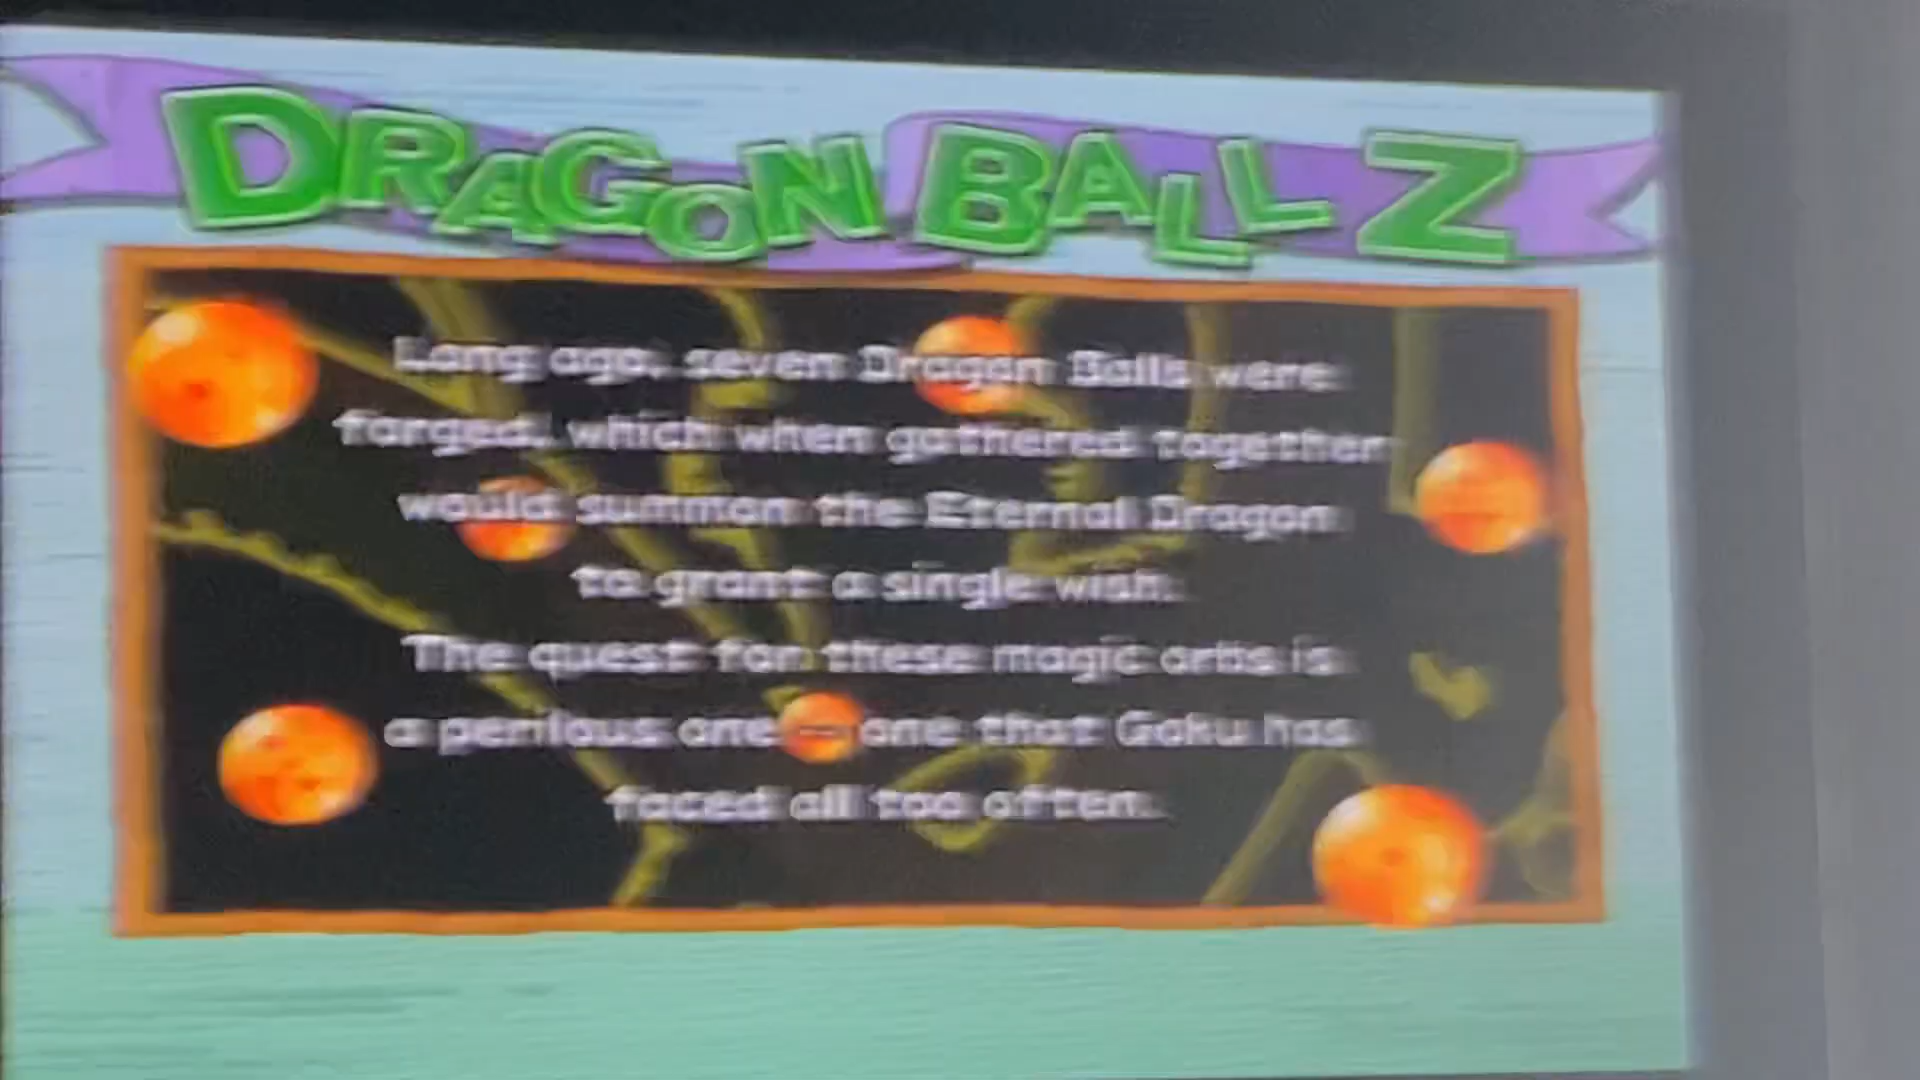 DRAGON BALL Z
Long ago, seven Dragon Balls were
forged, which when gathered together
would summon the Eternal Dragon
to grant a single wish.
The quest for these magic orbs is
a perilous one — one that Goku has
faced all too often.